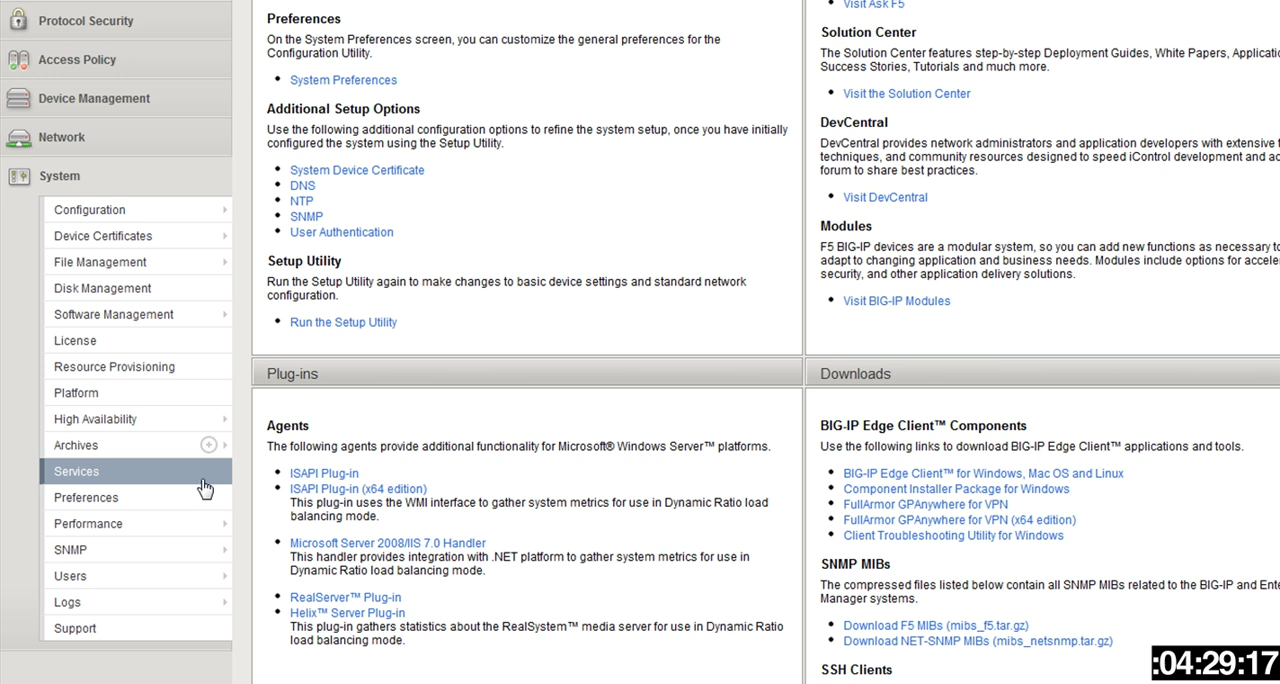 Protocol Security
Access Policy
Device Management
Network
System
Configuration
Device Certificates
File Management
Disk Management
Software Management
License
Resource Provisioning
Platform
High Availability
Archives
Services
Preferences
Performance
SNMP
Users
Logs
Support
Preferences
On the System Preferences screen, you can customize the general preferences for the
Configuration Utility.
System Preferences
Additional Setup Options
Use the following additional configuration options to refine the system setup, once you have initially
configured the system using the Setup Utility.
System Device Certificate
DNS
NTP
SNMP
User Authentication
Setup Utility
Run the Setup Utility again to make changes to basic device settings and standard network
configuration.
Run the Setup Utility
Plug-ins
Agents
The following agents provide additional functionality for Microsoft® Windows Server™ platforms.
ISAPI Plug-in
ISAPI Plug-in (x64 edition)
This plug-in uses the WMI interface to gather system metrics for use in Dynamic Ratio load
balancing mode.
Microsoft Server 2008/IIS 7.0 Handler
This handler provides integration with .NET platform to gather system metrics for use in
Dynamic Ratio load balancing mode.
RealServer™ Plug-in
Helix™ Server Plug-in
This plug-in gathers statistics about the RealSystem™ media server for use in Dynamic Ratio
load balancing mode.
Visit Ask F5
Solution Center
The Solution Center features step-by-step Deployment Guides, White Papers, Applicatio
Success Stories, Tutorials and much more.
Visit the Solution Center
DevCentral
DevCentral provides network administrators and application developers with extensive
techniques, and community resources designed to speed iControl development and ad
forum to share best practices.
Visit DevCentral
Modules
F5 BIG-IP devices are a modular system, so you can add new functions as necessary to
adapt to changing application and business needs. Modules include options for acceler
security, and other application delivery solutions.
Visit BIG-IP Modules
Downloads
BIG-IP Edge Client™ Components
Use the following links to download BIG-IP Edge Client™ applications and tools.
BIG-IP Edge Client™ for Windows, Mac OS and Linux
Component Installer Package for Windows
FullArmor GPAnywhere for VPN
FullArmor GPAnywhere for VPN (x64 edition)
Client Troubleshooting Utility for Windows
SNMP MIBs
The compressed files listed below contain all SNMP MIBs related to the BIG-IP and Ente
Manager systems.
Download F5 MIBs (mibs_f5.tar.gz)
Download NET-SNMP MIBs (mibs_netsnmp.tar.gz)
SSH Clients
:04:29:17